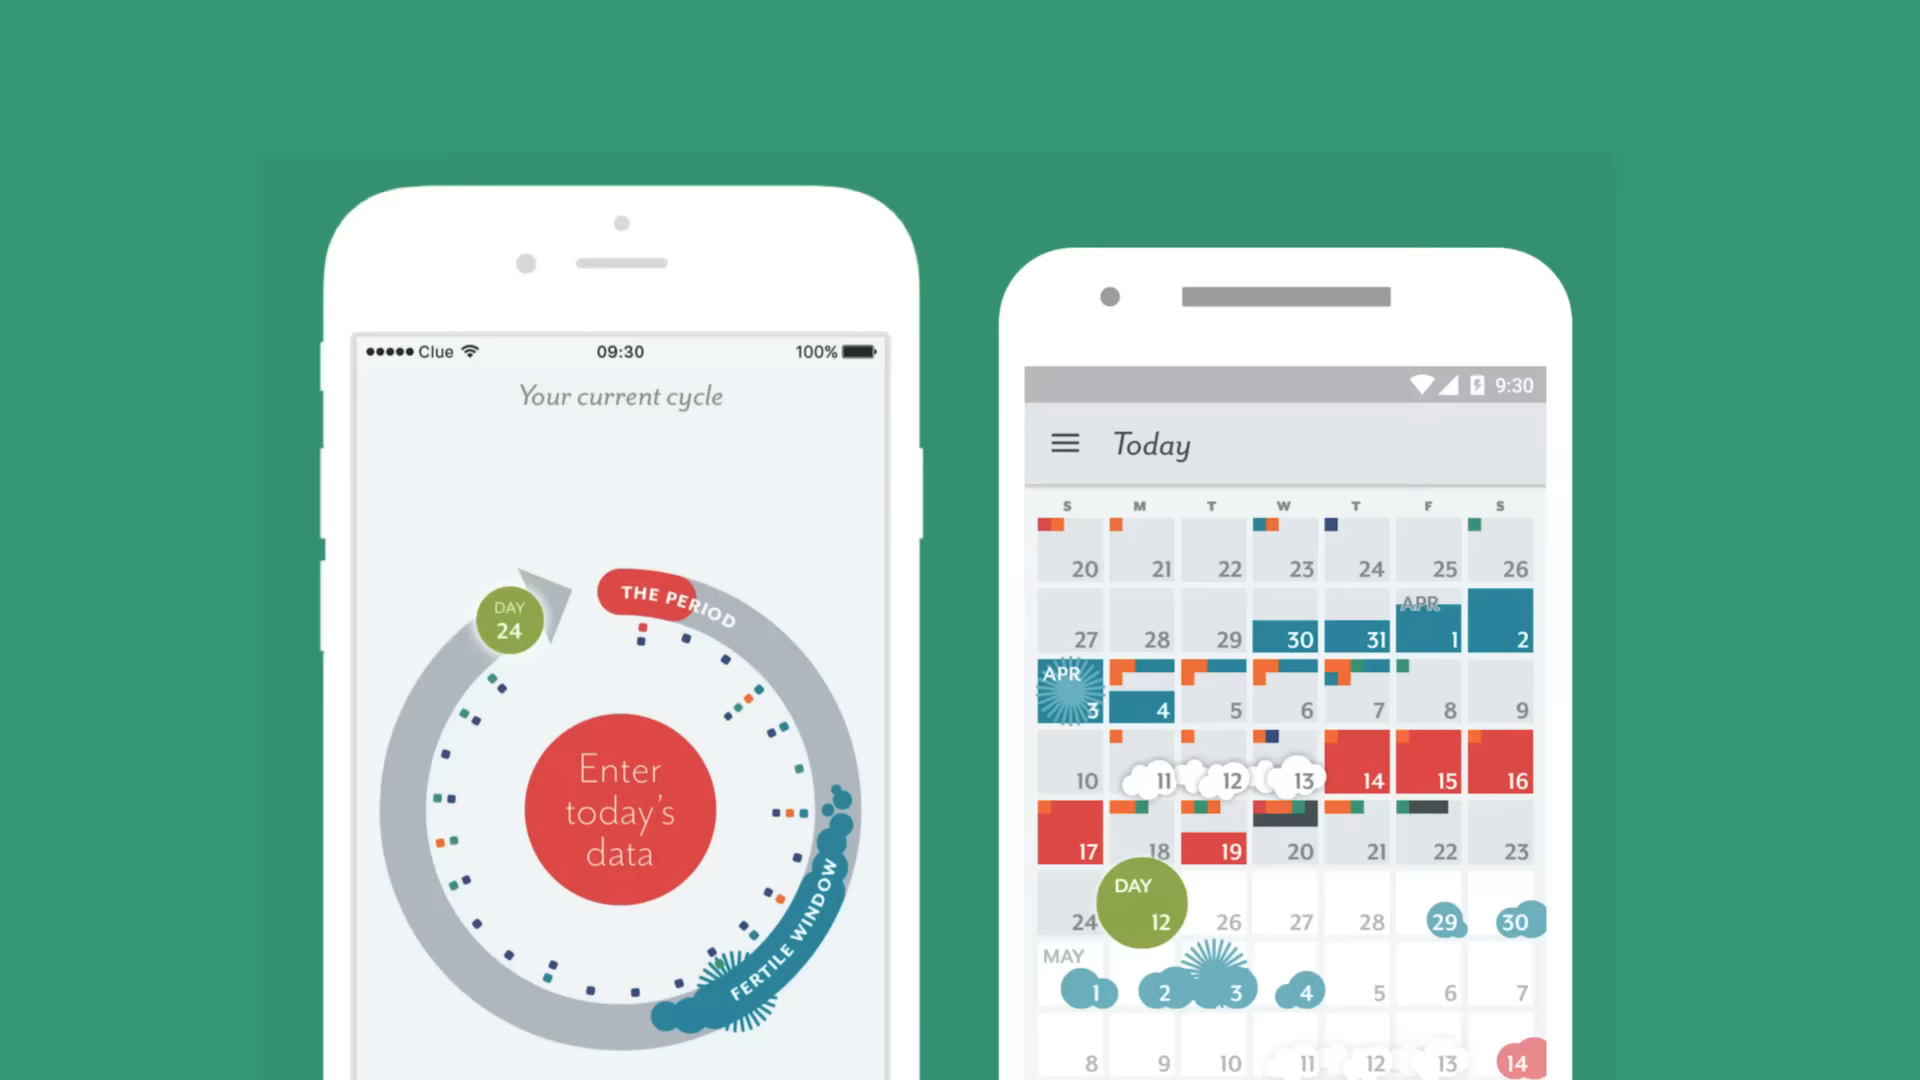 Clue 09:30 100%
Your current cycle
DAY
24
THE PERIOD
Enter
today's
data
FERTILE WINDOW
9:30
Today
S M T W T F S
20 21 22 23 24 25 26
APR
27 28 29 30 31 1 2
APR
3 4 5 6 7 8 9
10 11 12 13 14 15 16
17 18 19 20 21 22 23
DAY
24 12 26 27 28 29 30
MAY
1 2 3 4 5 6 7
8 9 10 11 12 13 14